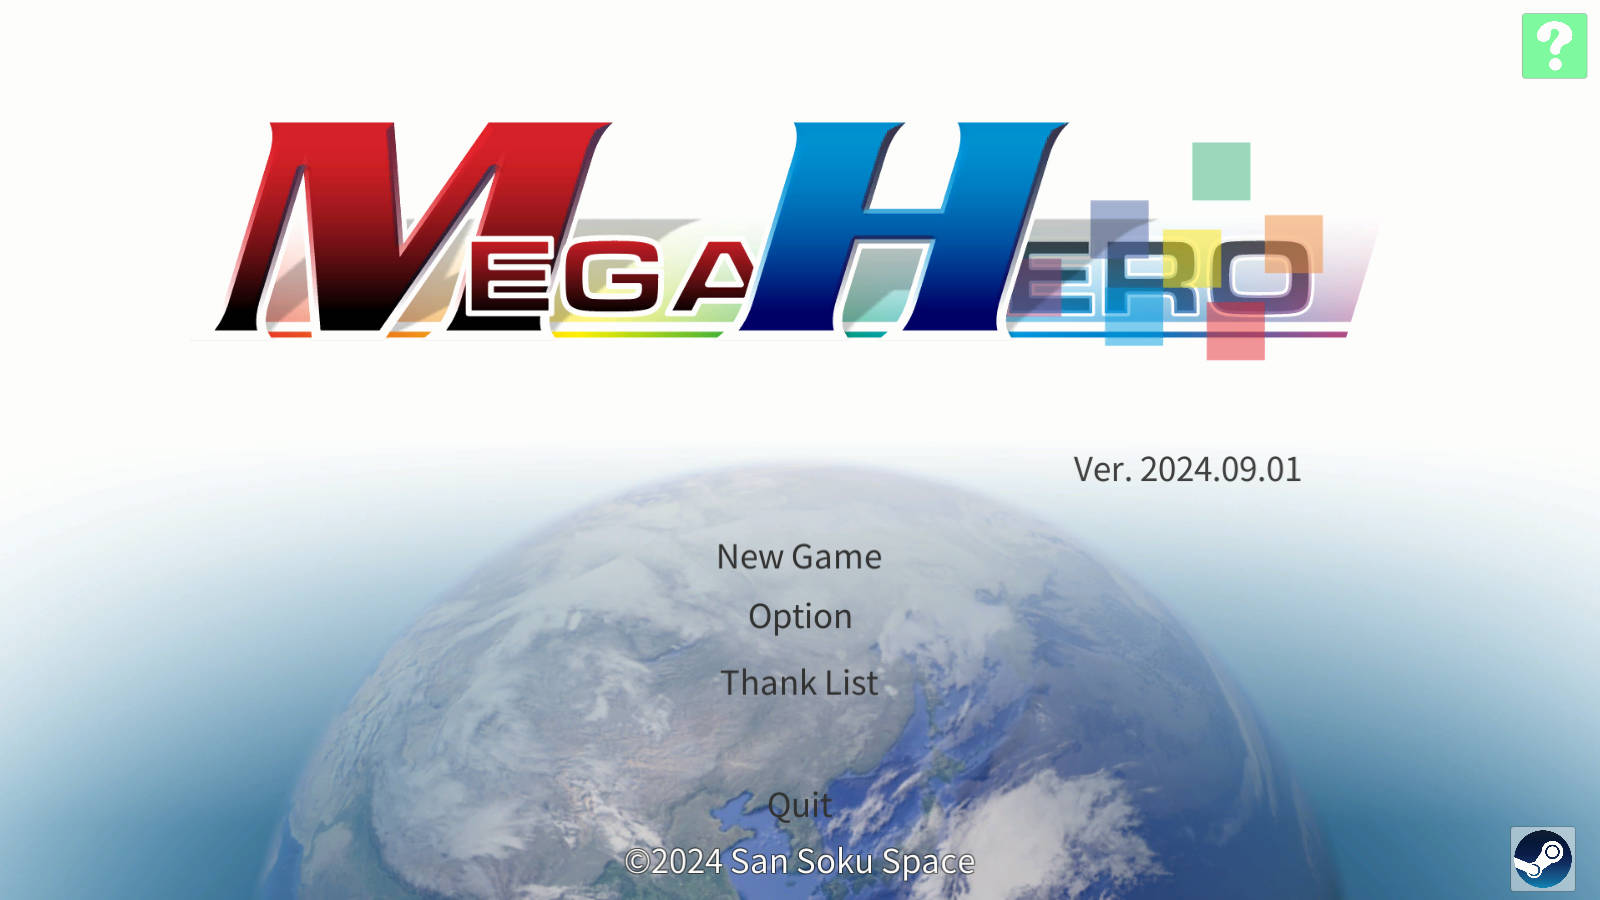 ?
MEGA HERO
Ver. 2024.09.01
New Game
Option
Thank List
Quit
©2024 San Soku Space